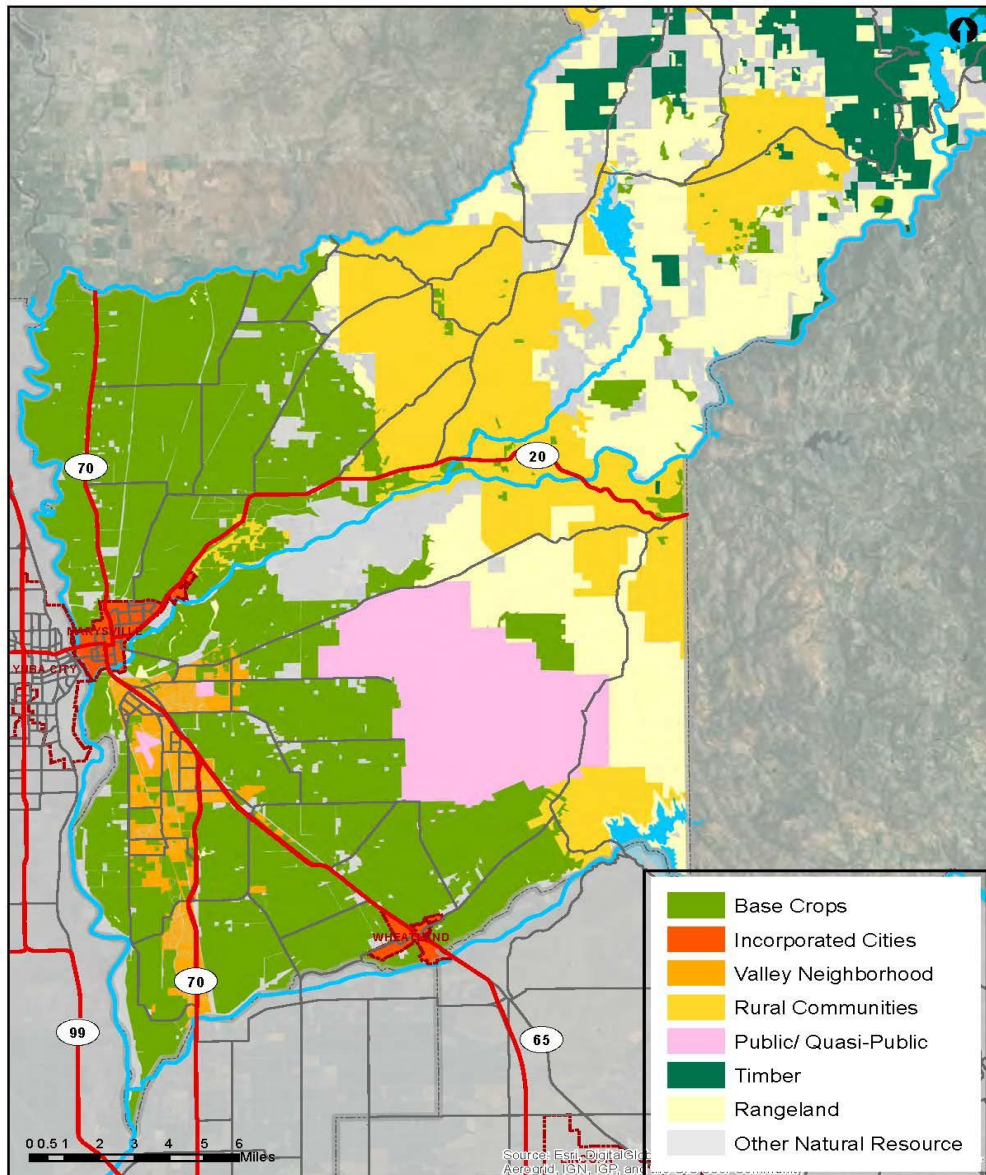 20
70
MARYSVILLE
YUBA CITY
WHEATLAND
70
99
65
Base Crops
Incorporated Cities
Valley Neighborhood
Rural Communities
Public/ Quasi-Public
Timber
Rangeland
Other Natural Resource
0 0.5 1 2 3 4 5 6
Miles
Source: Esri, DigitalGlo
Aerogrid, IGN, IGP, and